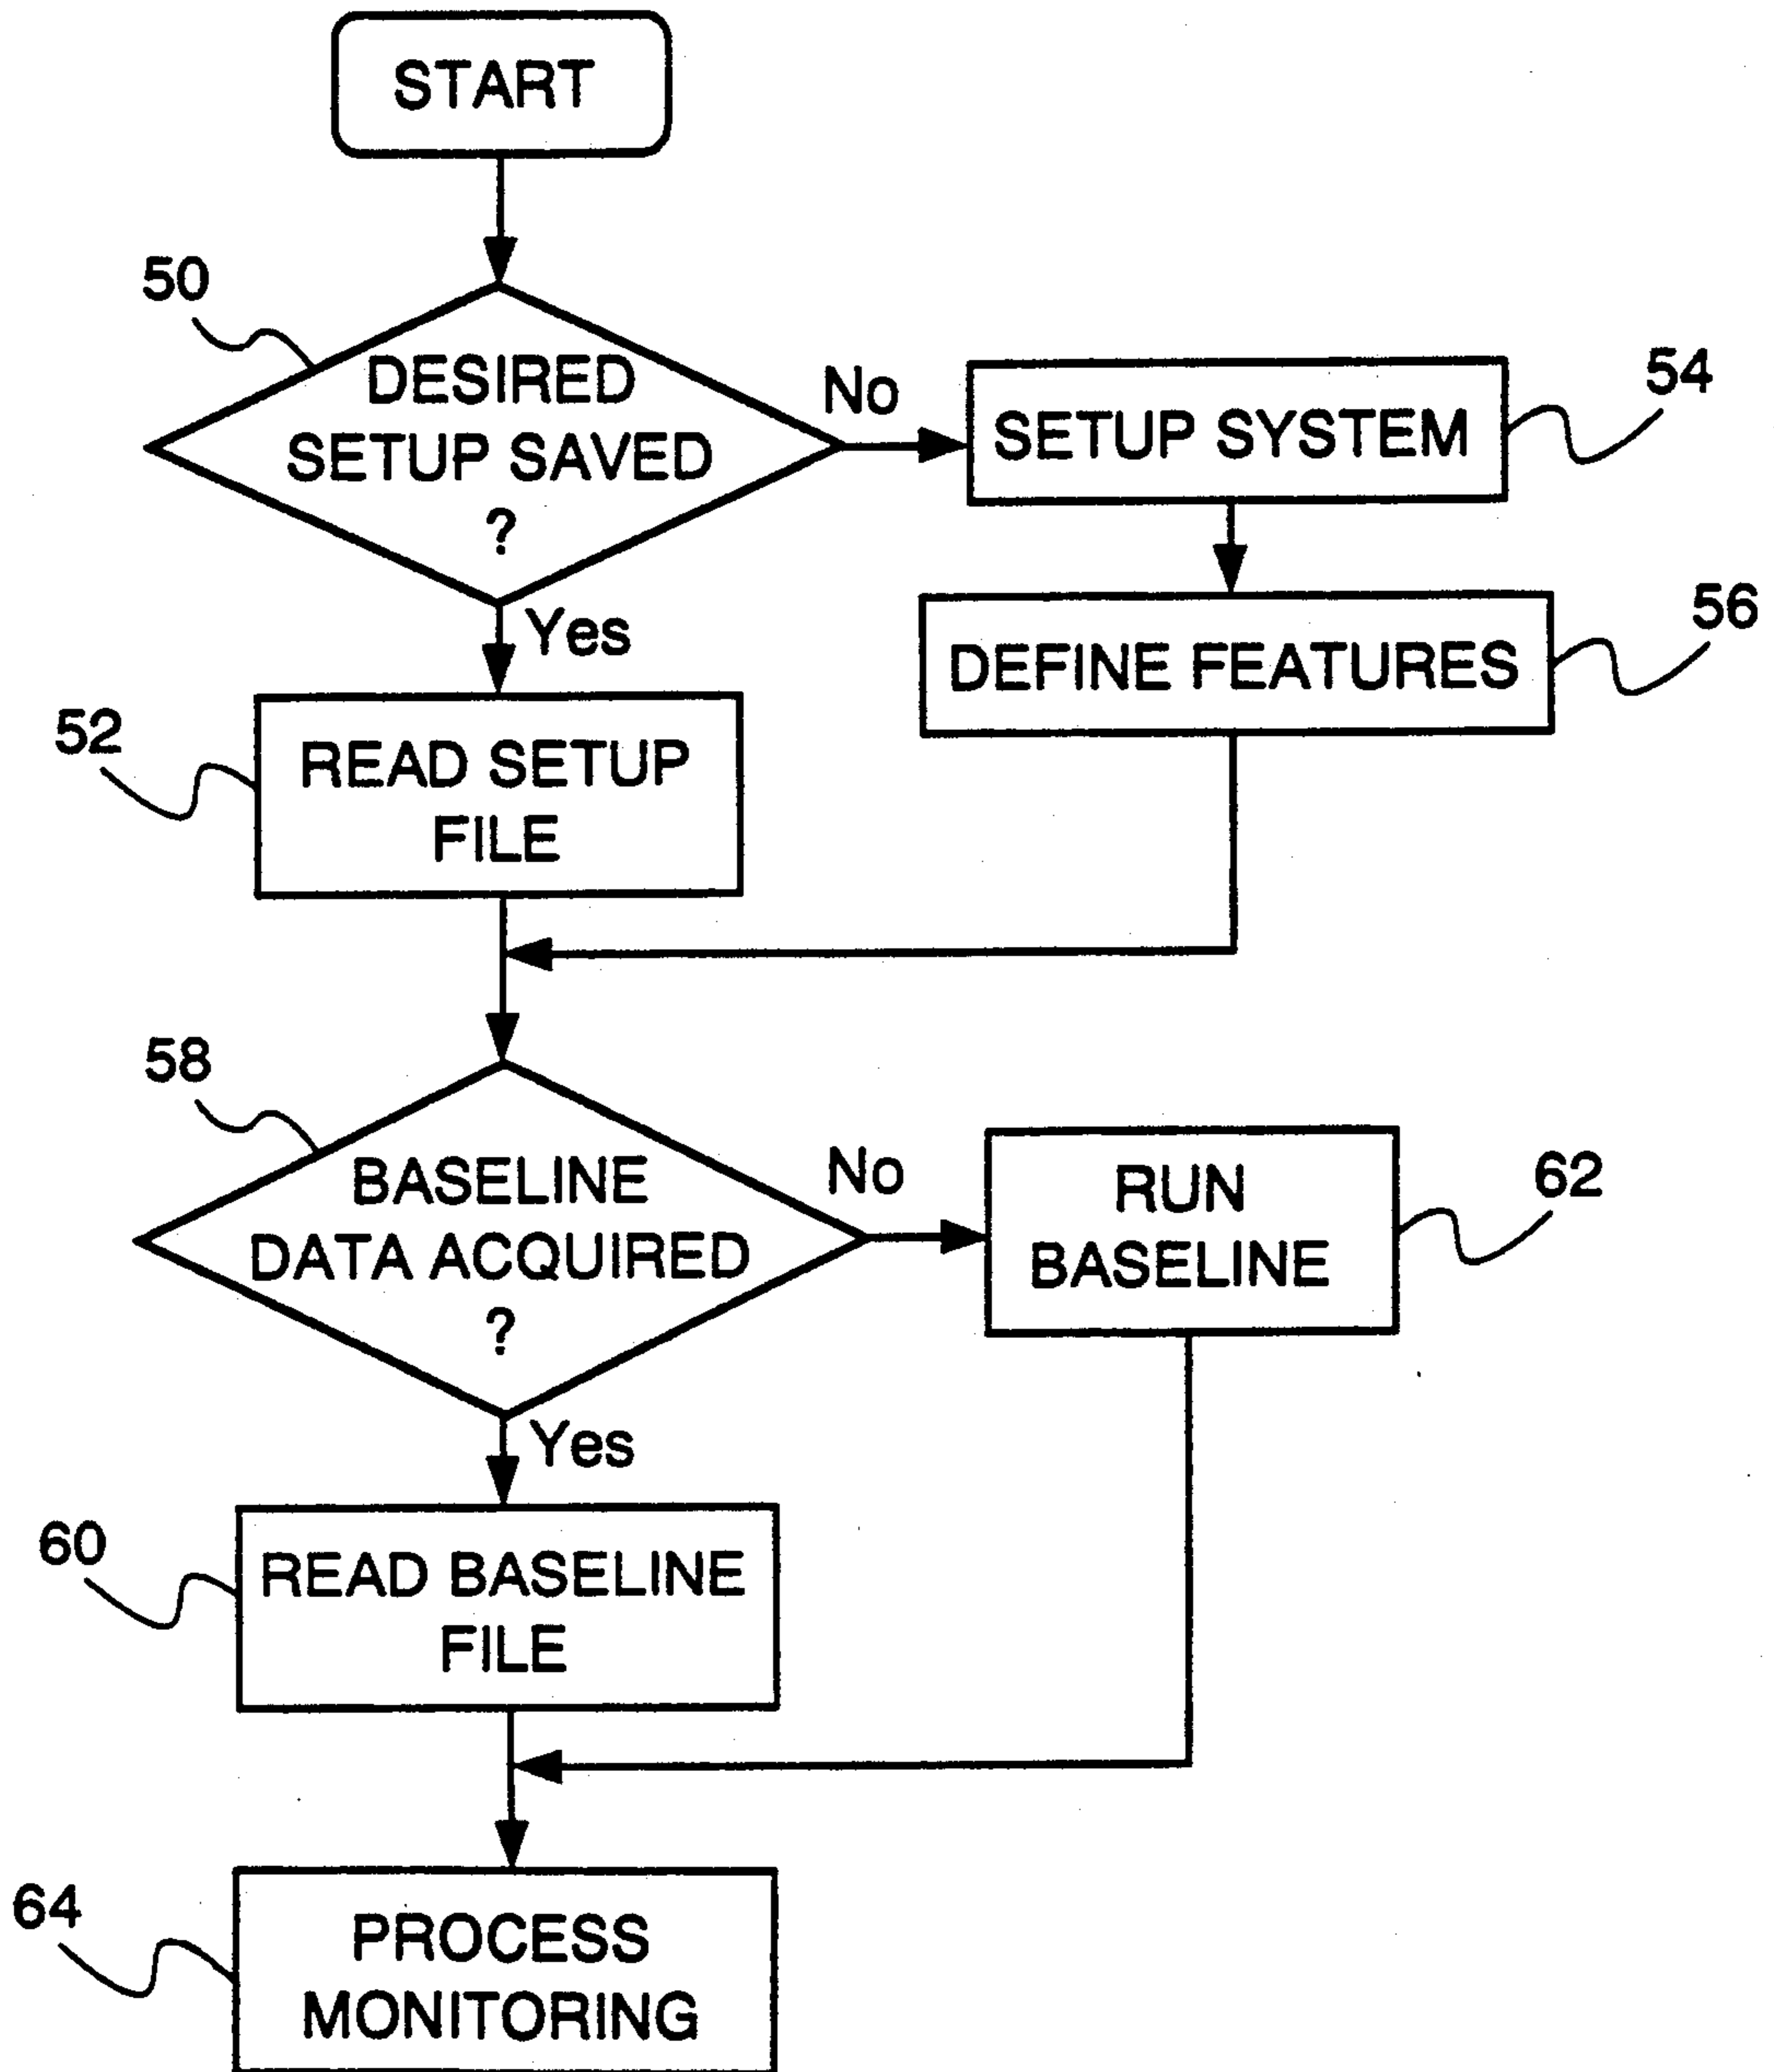 START
50
DESIRED
SETUP SAVED
?
No
SETUP SYSTEM
54
Yes
DEFINE FEATURES
56
52
READ SETUP
FILE
58
BASELINE
DATA ACQUIRED
?
No
RUN
BASELINE
62
Yes
60
READ BASELINE
FILE
64
PROCESS
MONITORING